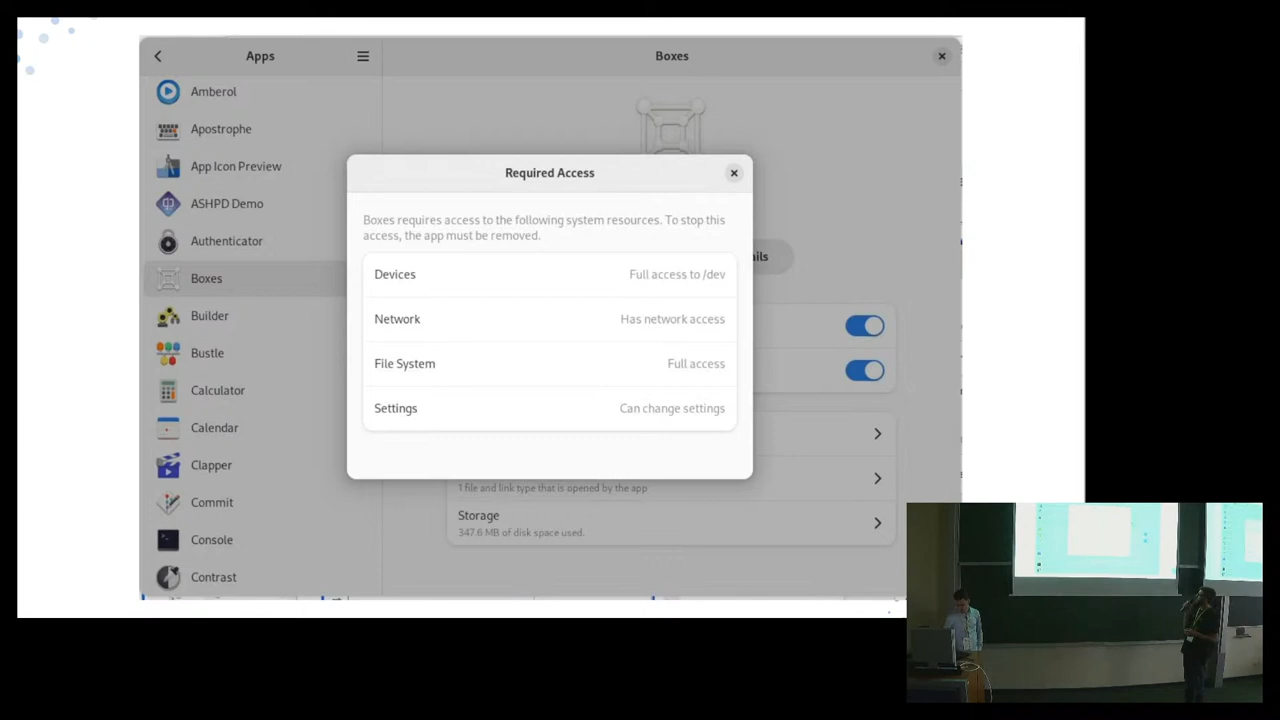 Apps
Boxes
Amberol
Apostrophe
App Icon Preview
ASHPD Demo
Authenticator
Boxes
Builder
Bustle
Calculator
Calendar
Clapper
Commit
Console
Contrast
Required Access
Boxes requires access to the following system resources. To stop this
access, the app must be removed.
Devices Full access to /dev
Network Has network access
File System Full access
Settings Can change settings
ils
1 file and link type that is opened by the app
Storage
347.6 MB of disk space used.